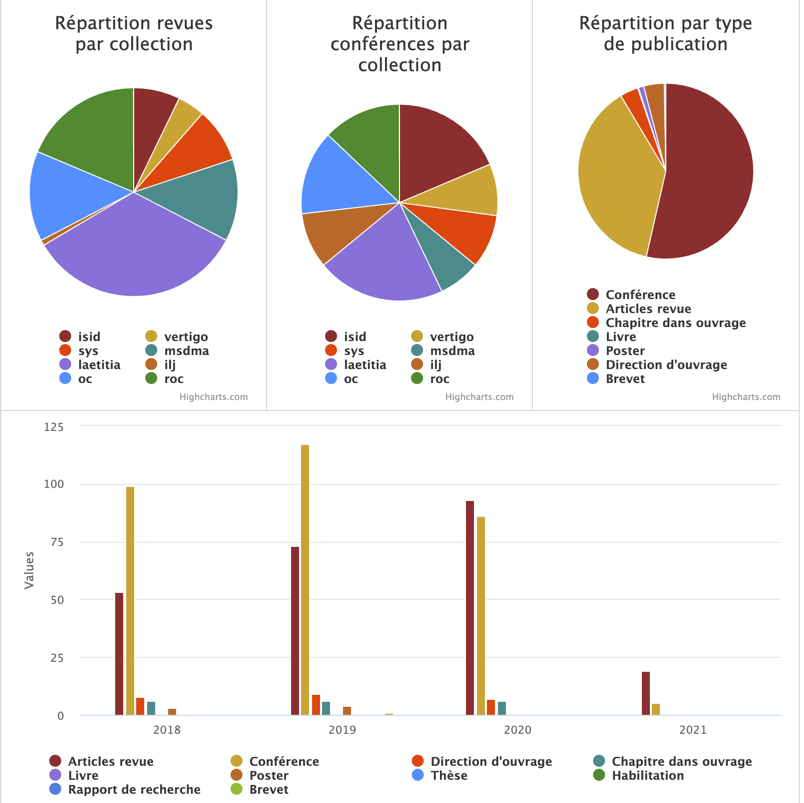 Répartition revues
par collection
isid
vertigo
sys
msdma
laetitia
ilj
oc
roc
Highcharts.com
Répartition
conférences par
collection
isid
vertigo
sys
msdma
laetitia
ilj
oc
roc
Highcharts.com
Répartition par type
de publication
Conférence
Articles revue
Chapitre dans ouvrage
Livre
Poster
Direction d'ouvrage
Brevet
Highcharts.com
Values
125
100
75
50
25
0
2018
2019
2020
2021
Articles revue
Conférence
Direction d'ouvrage
Chapitre dans ouvrage
Livre
Poster
Thèse
Habilitation
Rapport de recherche
Brevet